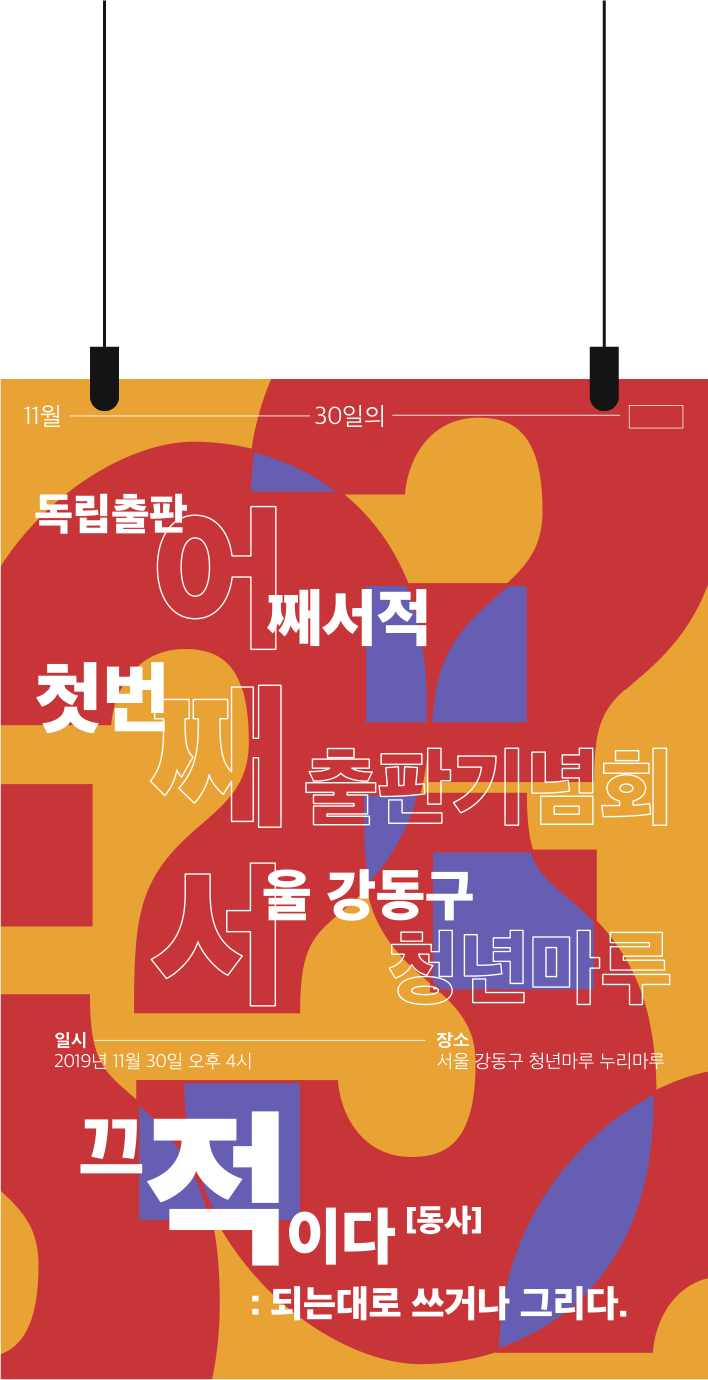 11월 30일의
독립출판
어
째서적
첫번
째
출판기념회
서
울 강동구
청년마루
일시
2019년 11월 30일 오후 4시
장소
서울 강동구 청년마루 누리마루
끄적이다 [동사]
: 되는대로 쓰거나 그리다.